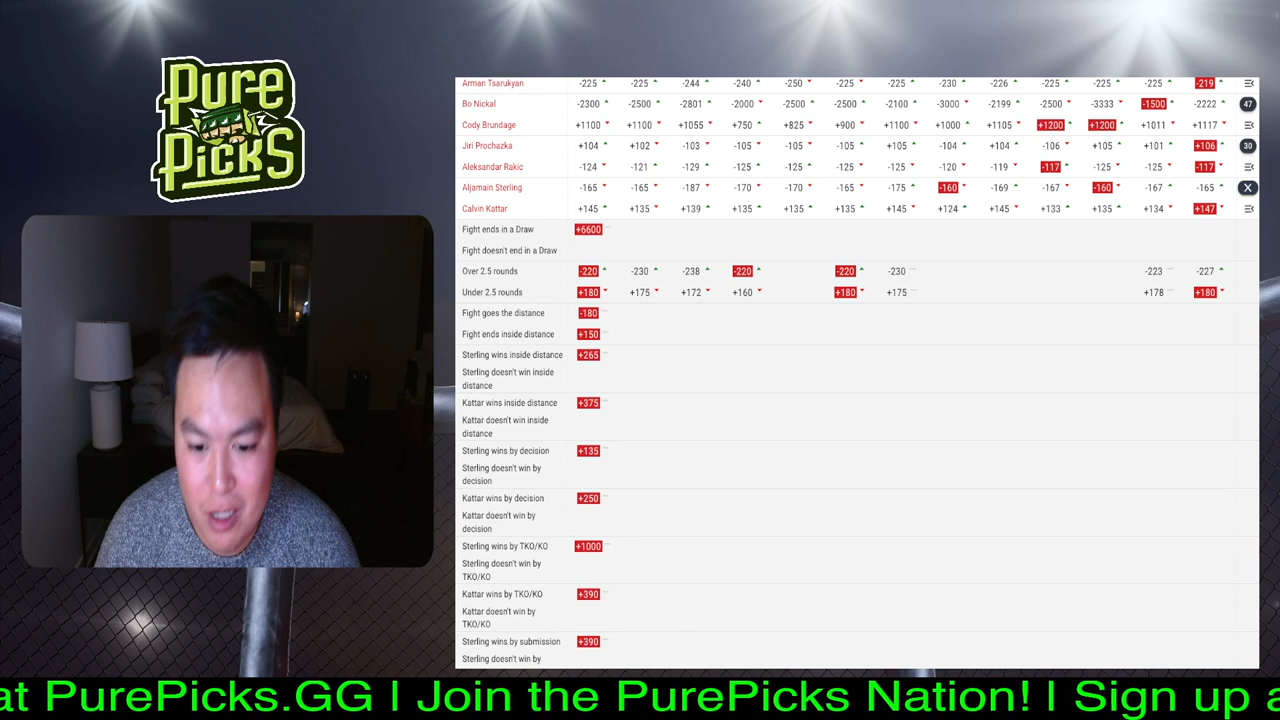 Pure
Picks
Arman Tsarukyan -225 -225 -244 -240 -250 -225 -225 -230 -226 -225 -225 -225 -219
Bo Nickal -2300 -2500 -2801 -2000 -2500 -2500 -2100 -3000 -2199 -2500 -3333 -1500 -2222 47
Cody Brundage +1100 +1100 +1055 +750 +825 +900 +1100 +1000 +1105 +1200 +1200 +1011 +1117
Jiri Prochazka +104 +102 -103 -105 -105 -105 +105 -104 +104 -106 +105 +101 +106 30
Aleksandar Rakic -124 -121 -129 -125 -125 -125 -125 -120 -119 -117 -125 -125 -117
Aljamain Sterling -165 -165 -187 -170 -170 -165 -175 -160 -169 -167 -160 -167 -165 X
Calvin Kattar +145 +135 +139 +135 +135 +135 +145 +124 +145 +133 +135 +134 +147
Fight ends in a Draw +6600
Fight doesn't end in a Draw
Over 2.5 rounds -220 -230 -238 -220 -220 -230 -223 -227
Under 2.5 rounds +180 +175 +172 +160 +180 +175 +178 +180
Fight goes the distance -180
Fight ends inside distance +150
Sterling wins inside distance +265
Sterling doesn't win inside
distance
Kattar wins inside distance +375
Kattar doesn't win inside
distance
Sterling wins by decision +135
Sterling doesn't win by
decision
Kattar wins by decision +250
Kattar doesn't win by
decision
Sterling wins by TKO/KO +1000
Sterling doesn't win by
TKO/KO
Kattar wins by TKO/KO +390
Kattar doesn't win by
TKO/KO
Sterling wins by submission +390
Sterling doesn't win by
at PurePicks.GG | Join the PurePicks Nation! | Sign up a